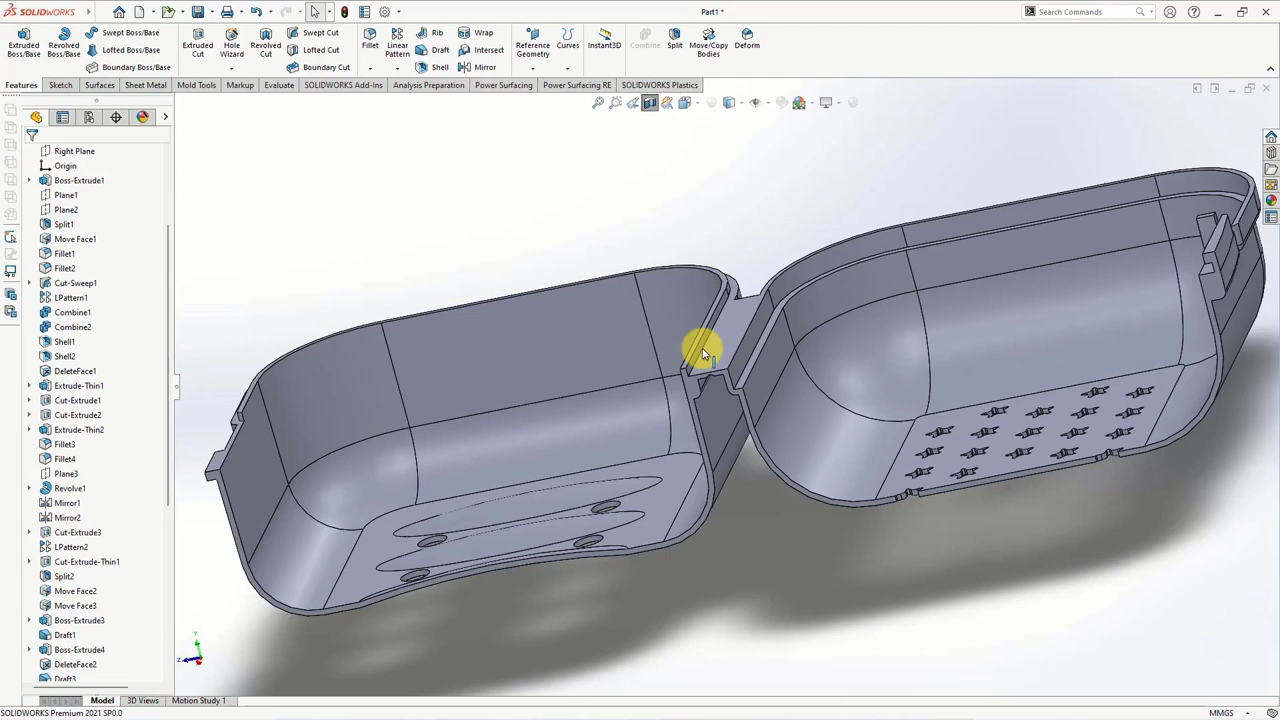 SOLIDWORKS
Part1 *
Search Commands
Extruded Boss/Base
Revolved Boss/Base
Swept Boss/Base
Lofted Boss/Base
Boundary Boss/Base
Extruded Cut
Hole Wizard
Revolved Cut
Swept Cut
Lofted Cut
Boundary Cut
Fillet
Linear Pattern
Rib
Draft
Shell
Wrap
Intersect
Mirror
Reference Geometry
Curves
Instant3D
Combine
Split
Move/Copy Bodies
Deform
Features
Sketch
Surfaces
Sheet Metal
Mold Tools
Markup
Evaluate
SOLIDWORKS Add-Ins
Analysis Preparation
Power Surfacing
Power Surfacing RE
SOLIDWORKS Plastics
Right Plane
Origin
Boss-Extrude1
Plane1
Plane2
Split1
Move Face1
Fillet1
Fillet2
Cut-Sweep1
LPattern1
Combine1
Combine2
Shell1
Shell2
DeleteFace1
Extrude-Thin1
Cut-Extrude1
Cut-Extrude2
Extrude-Thin2
Fillet3
Fillet4
Plane3
Revolve1
Mirror1
Mirror2
Cut-Extrude3
LPattern2
Cut-Extrude-Thin1
Split2
Move Face2
Move Face3
Boss-Extrude3
Draft1
Boss-Extrude4
DeleteFace2
Draft3
Y
Z
Model
3D Views
Motion Study 1
SOLIDWORKS Premium 2021 SP0.0
MMGS